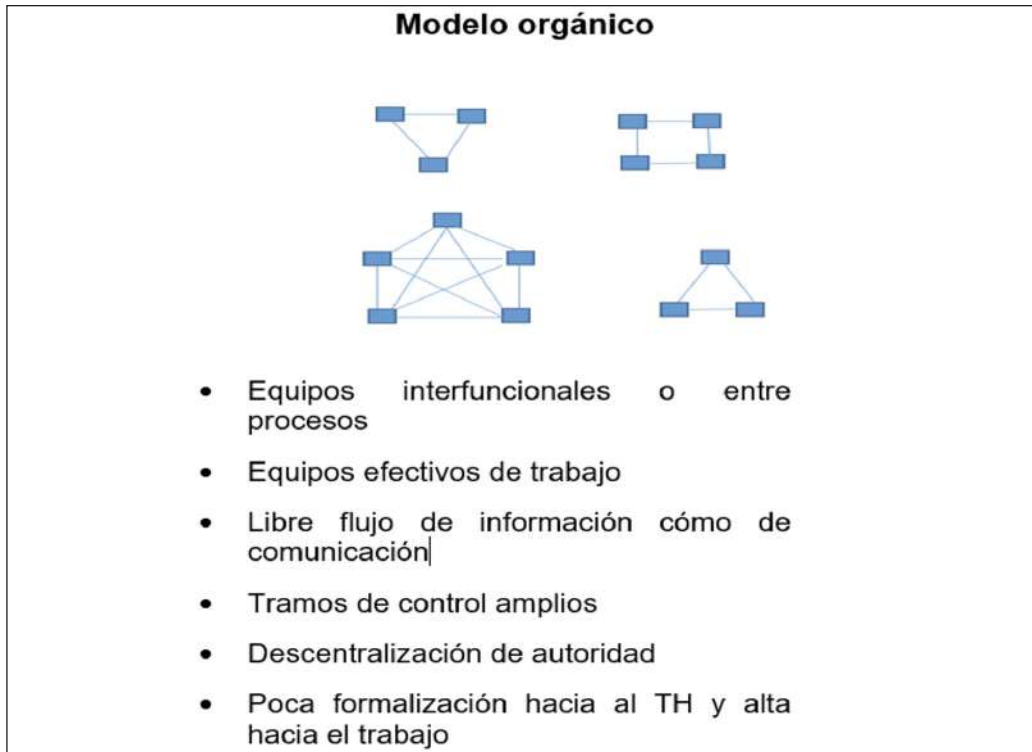 Modelo orgánico
• Equipos interfuncionales o entre
procesos
• Equipos efectivos de trabajo
• Libre flujo de información cómo de
comunicación
• Tramos de control amplios
• Descentralización de autoridad
• Poca formalización hacia al TH y alta
hacia el trabajo